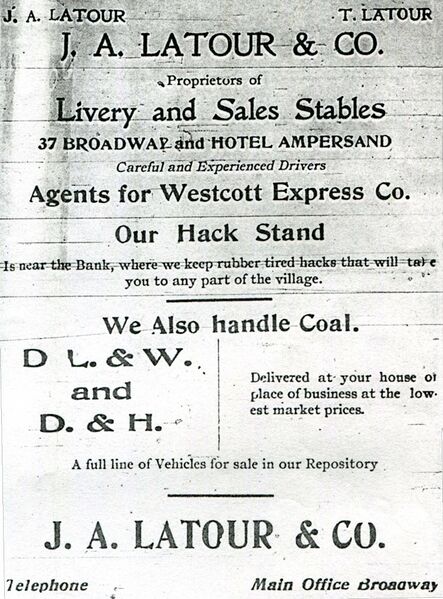 J. A. LATOUR T. LATOUR
J. A. LATOUR & CO.
Proprietors of
Livery and Sales Stables
37 BROADWAY and HOTEL AMPERSAND
Careful and Experienced Drivers
Agents for Westcott Express Co.
Our Hack Stand
Is near the Bank, where we keep rubber tired hacks that will take
you to any part of the village.
We Also handle Coal.
D L. & W.
and
D. & H.
Delivered at your house or
place of business at the low-
est market prices.
A full line of Vehicles for sale in our Repository
J. A. LATOUR & CO.
Telephone Main Office Broadway